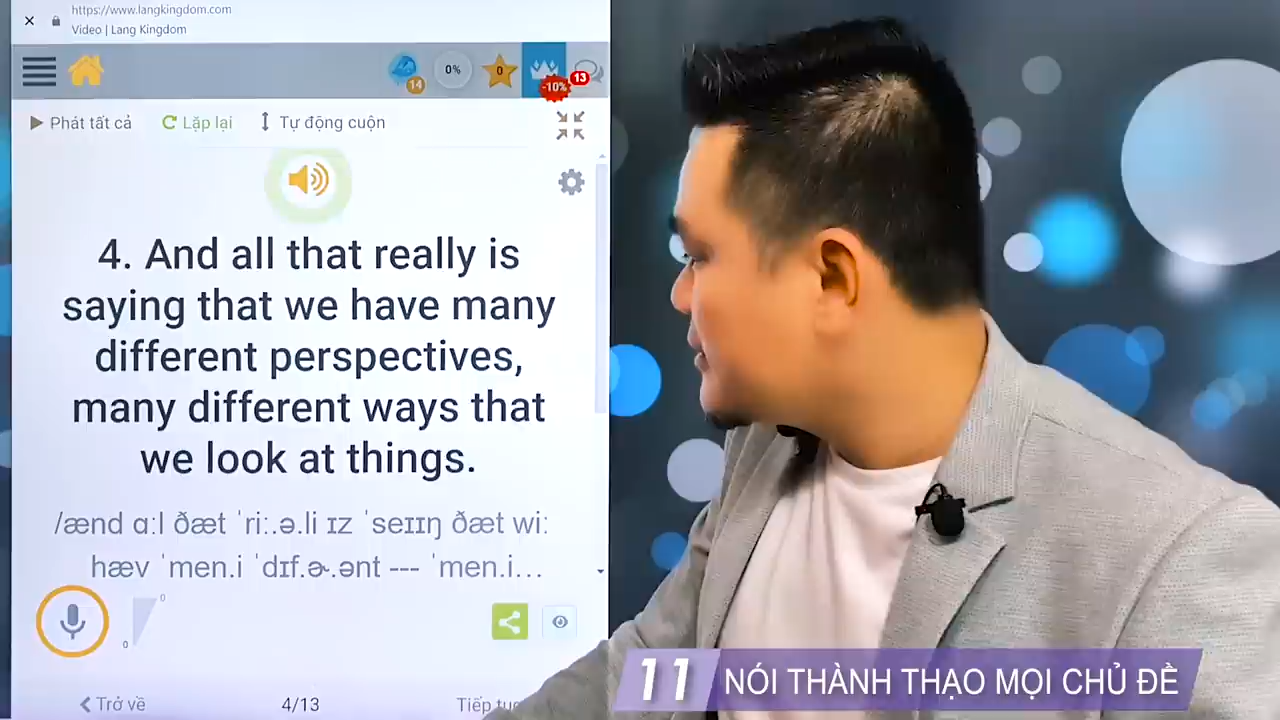 https://www.langkingdom.com
Video | Lang Kingdom
14
0%
0
-10%
13
Phát tất cả
Lặp lại
Tự động cuộn
4. And all that really is
saying that we have many
different perspectives,
many different ways that
we look at things.
/ænd ɑːl ðæt ˈriː.ə.li ɪz ˈseɪɪŋ ðæt wiː
hæv ˈmen.i ˈdɪf.ɚ.ənt --- ˈmen.i…
0
0
Trở về
4/13
Tiếp tục
11 NÓI THÀNH THẠO MỌI CHỦ ĐỀ